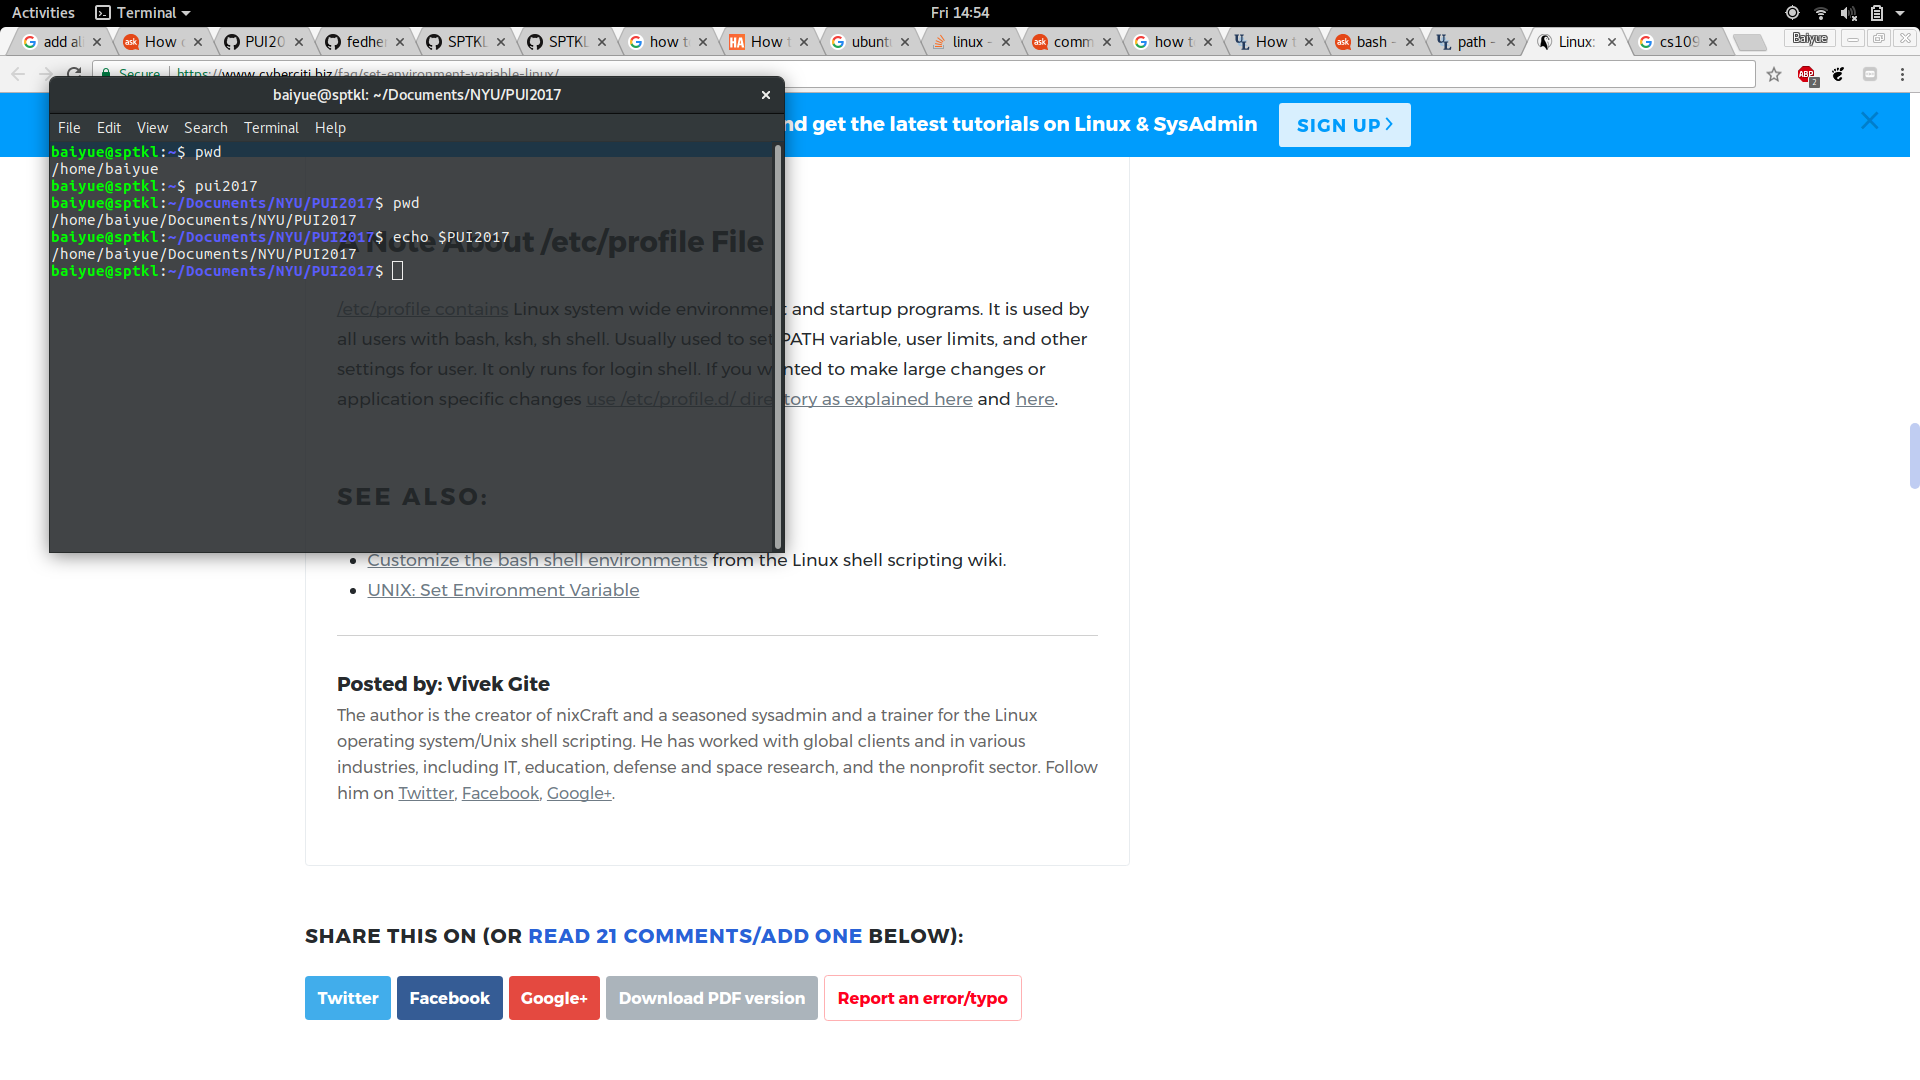 Activities Terminal Fri 14:54
add al How PUI20 fedhe SPTKL SPTKL how t How t ubunt linux - comm how t How t bash - path - Linux: cs109 Baiyue
Secure https://www.cyberciti.biz/faq/set-environment-variable-linux/ ABP 2
baiyue@sptkl: ~/Documents/NYU/PUI2017
nd get the latest tutorials on Linux & SysAdmin SIGN UP
File Edit View Search Terminal Help
baiyue@sptkl:~$ pwd
/home/baiyue
baiyue@sptkl:~$ pui2017
baiyue@sptkl:~/Documents/NYU/PUI2017$ pwd
/home/baiyue/Documents/NYU/PUI2017
baiyue@sptkl:~/Documents/NYU/PUI2017$ echo $PUI2017
/home/baiyue/Documents/NYU/PUI2017
baiyue@sptkl:~/Documents/NYU/PUI2017$
A Note About /etc/profile File
/etc/profile contains Linux system wide environment and startup programs. It is used by
all users with bash, ksh, sh shell. Usually used to set PATH variable, user limits, and other
settings for user. It only runs for login shell. If you wanted to make large changes or
application specific changes use /etc/profile.d/ directory as explained here and here.
SEE ALSO:
• Customize the bash shell environments from the Linux shell scripting wiki.
• UNIX: Set Environment Variable
Posted by: Vivek Gite
The author is the creator of nixCraft and a seasoned sysadmin and a trainer for the Linux
operating system/Unix shell scripting. He has worked with global clients and in various
industries, including IT, education, defense and space research, and the nonprofit sector. Follow
him on Twitter, Facebook, Google+.
SHARE THIS ON (OR READ 21 COMMENTS/ADD ONE BELOW):
Twitter Facebook Google+ Download PDF version Report an error/typo